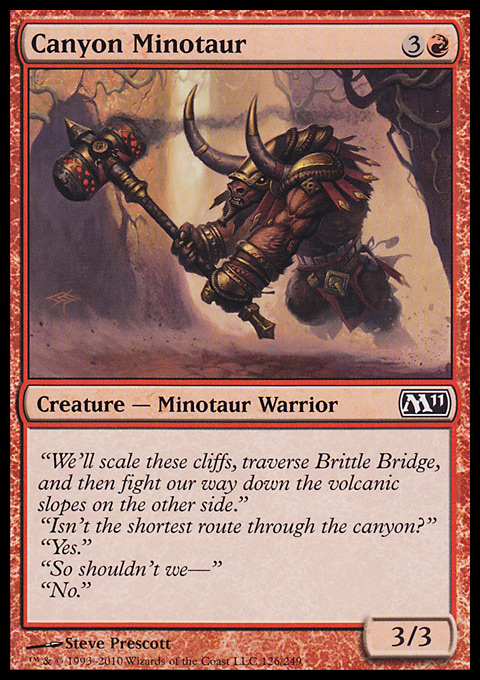 Canyon Minotaur 3
Creature — Minotaur Warrior M11
“We’ll scale these cliffs, traverse Brittle Bridge,
and then fight our way down the volcanic
slopes on the other side.”
“Isn’t the shortest route through the canyon?”
“Yes.”
“So shouldn’t we—”
“No.”
3/3
Steve Prescott
™ & © 1993–2010 Wizards of the Coast LLC 126/249